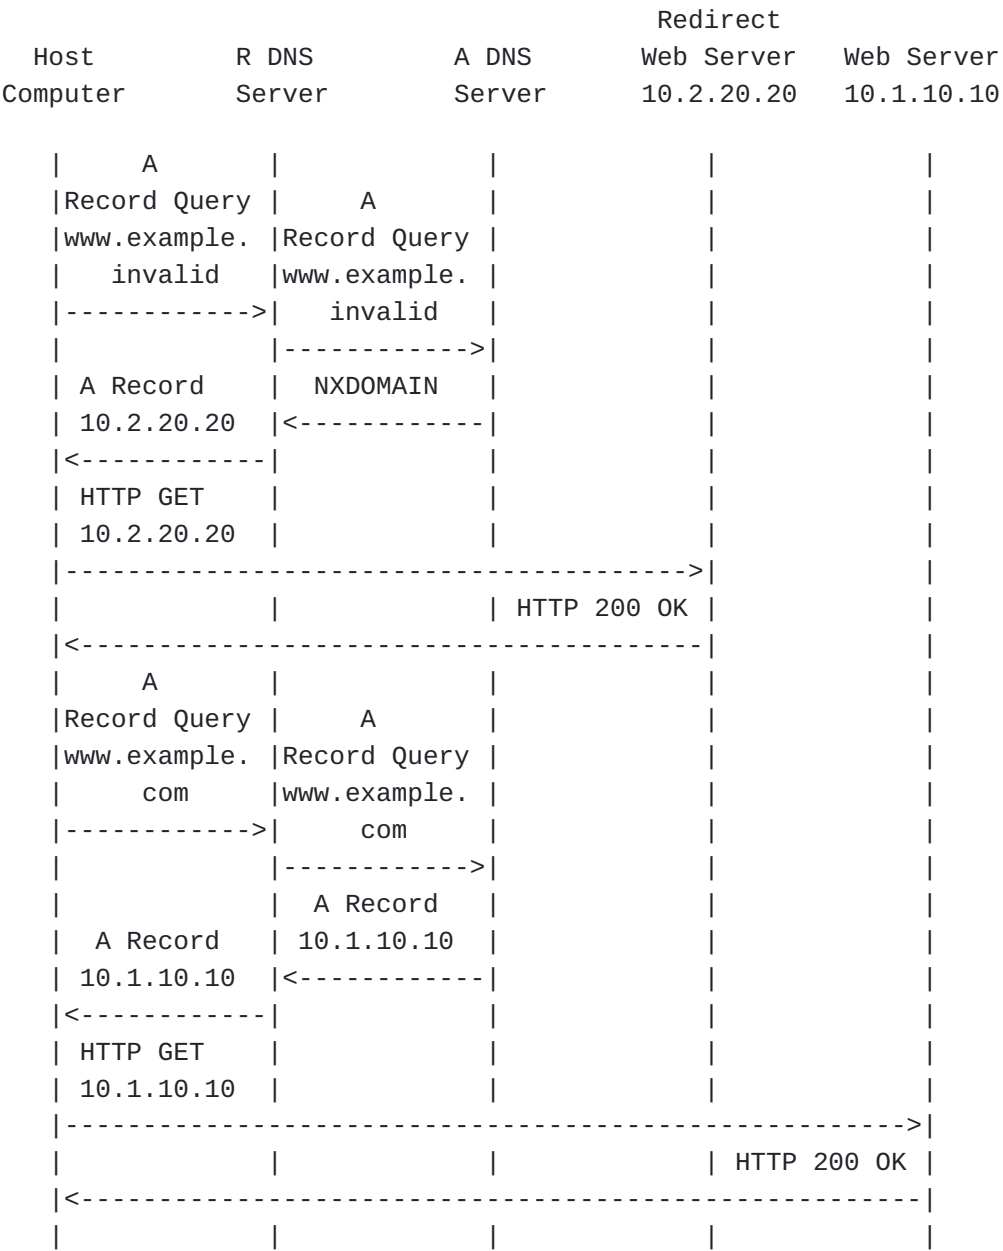 Redirect
  Host         R DNS         A DNS       Web Server   Web Server
Computer       Server        Server      10.2.20.20   10.1.10.10

   |     A       |             |             |             |
   |Record Query |     A       |             |             |
   |www.example. |Record Query |             |             |
   |   invalid   |www.example. |             |             |
   |------------>|   invalid   |             |             |
   |             |------------>|             |             |
   | A Record    |  NXDOMAIN   |             |             |
   | 10.2.20.20  |<------------|             |             |
   |<------------|             |             |             |
   | HTTP GET    |             |             |             |
   | 10.2.20.20  |             |             |             |
   |---------------------------------------->|             |
   |             |             | HTTP 200 OK |             |
   |<----------------------------------------|             |
   |     A       |             |             |             |
   |Record Query |     A       |             |             |
   |www.example. |Record Query |             |             |
   |     com     |www.example. |             |             |
   |------------>|     com     |             |             |
   |             |------------>|             |             |
   |             |  A Record   |             |             |
   |  A Record   | 10.1.10.10  |             |             |
   | 10.1.10.10  |<------------|             |             |
   |<------------|             |             |             |
   | HTTP GET    |             |             |             |
   | 10.1.10.10  |             |             |             |
   |------------------------------------------------------>|
   |             |             |             | HTTP 200 OK |
   |<------------------------------------------------------|
   |             |             |             |             |